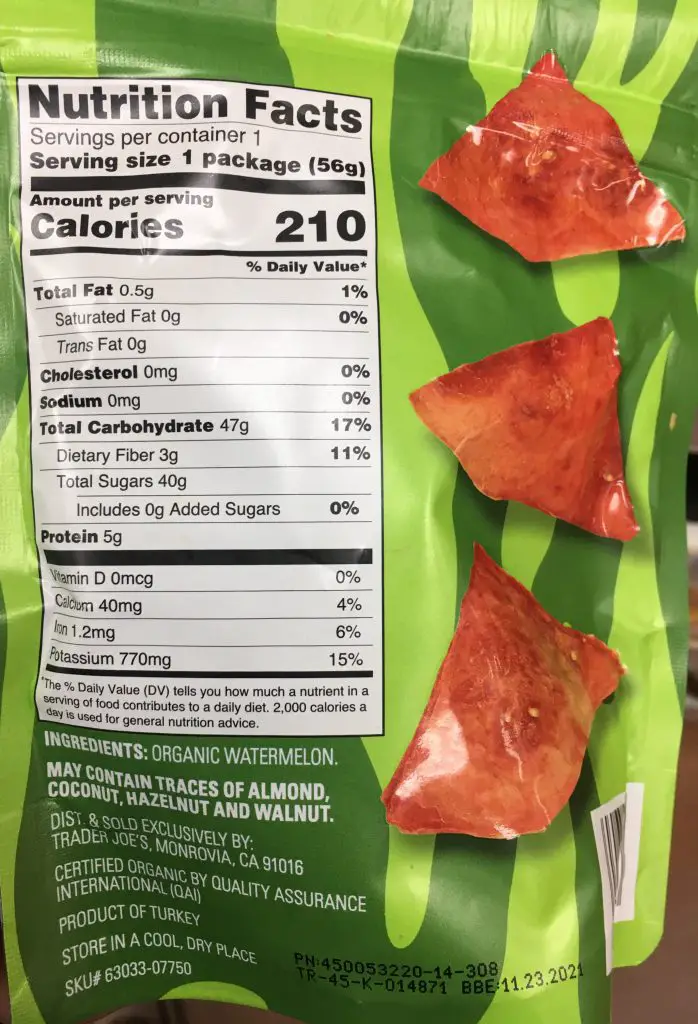 Nutrition Facts
Servings per container 1
Serving size 1 package (56g)
Amount per serving
Calories 210
% Daily Value*
Total Fat 0.5g 1%
Saturated Fat 0g 0%
Trans Fat 0g
Cholesterol 0mg 0%
Sodium 0mg 0%
Total Carbohydrate 47g 17%
Dietary Fiber 3g 11%
Total Sugars 40g
Includes 0g Added Sugars 0%
Protein 5g
Vitamin D 0mcg 0%
Calcium 40mg 4%
Iron 1.2mg 6%
Potassium 770mg 15%
*The % Daily Value (DV) tells you how much a nutrient in a
serving of food contributes to a daily diet. 2,000 calories a
day is used for general nutrition advice.
INGREDIENTS: ORGANIC WATERMELON.
MAY CONTAIN TRACES OF ALMOND,
COCONUT, HAZELNUT AND WALNUT.
DIST. & SOLD EXCLUSIVELY BY:
TRADER JOE'S, MONROVIA, CA 91016
CERTIFIED ORGANIC BY QUALITY ASSURANCE
INTERNATIONAL (QAI)
PRODUCT OF TURKEY
STORE IN A COOL, DRY PLACE
SKU# 63033-07750
PN:450053220-14-308
TR-45-K-014871 BBE:11.23.2021